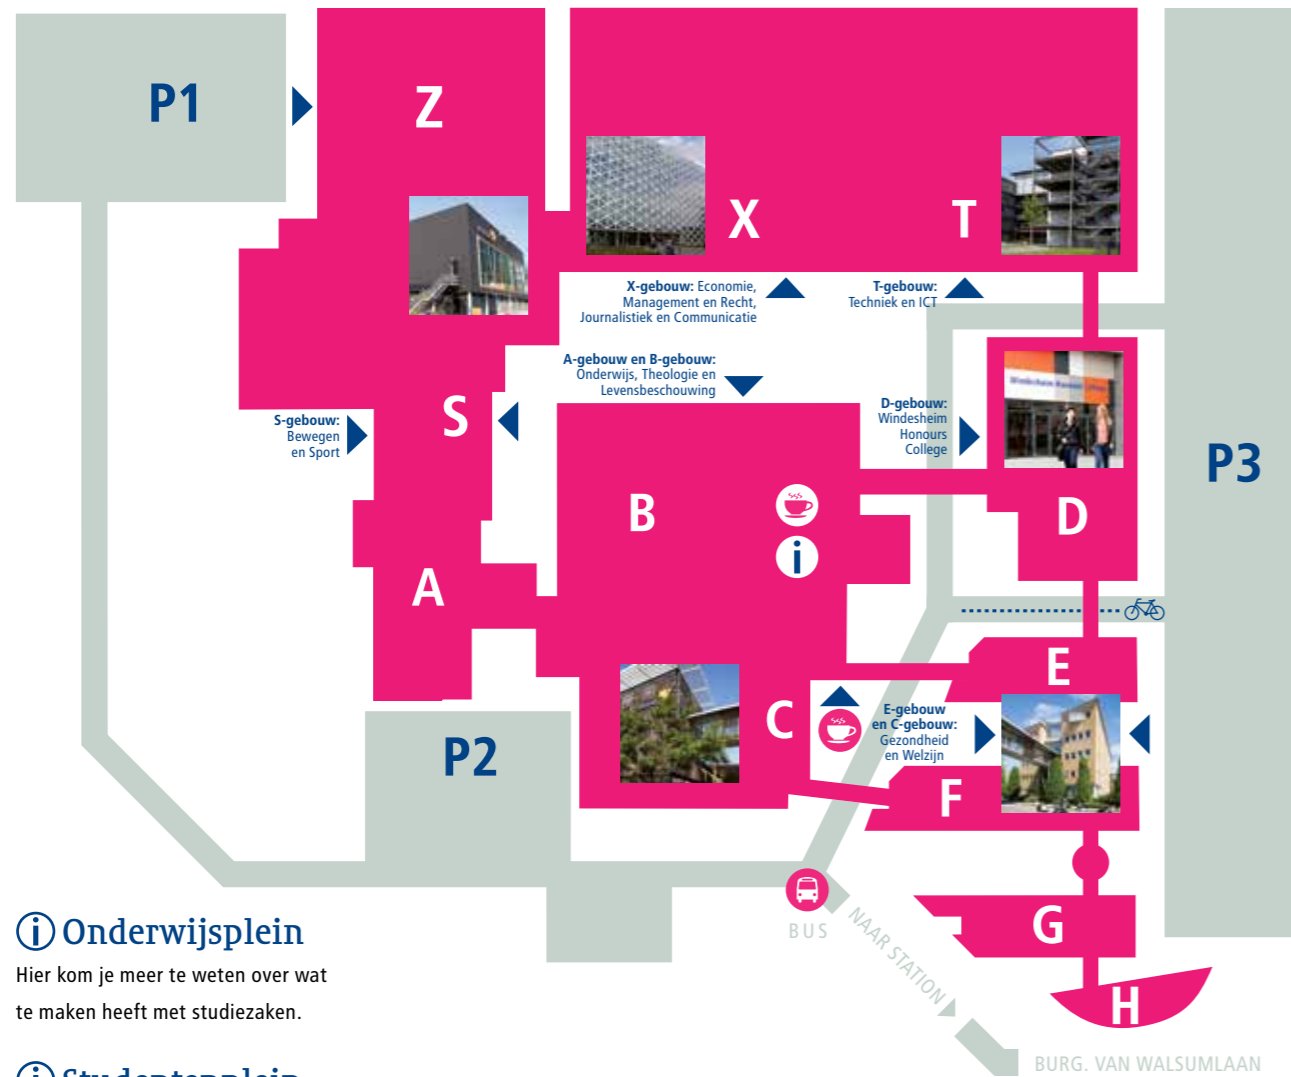 P1
Z
X
T
X-gebouw: Economie,
Management en Recht,
Journalistiek en Communicatie
T-gebouw:
Techniek en ICT
A-gebouw en B-gebouw:
Onderwijs, Theologie en
Levensbeschouwing
S-gebouw:
Bewegen
en Sport
S
D-gebouw:
Windesheim
Honours
College
P3
B
i
D
A
E
C
E-gebouw
en C-gebouw:
Gezondheid
en Welzijn
P2
F
BUS
NAAR STATION
G
H
BURG. VAN WALSUMLAAN
i Onderwijsplein
Hier kom je meer te weten over wat
te maken heeft met studiezaken.
i Studentenplein